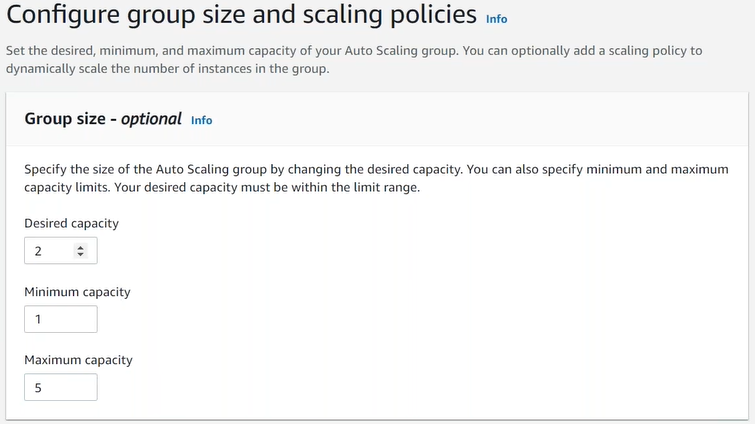 Configure group size and scaling policies Info
Set the desired, minimum, and maximum capacity of your Auto Scaling group. You can optionally add a scaling policy to
dynamically scale the number of instances in the group.
Group size - optional Info
Specify the size of the Auto Scaling group by changing the desired capacity. You can also specify minimum and maximum
capacity limits. Your desired capacity must be within the limit range.
Desired capacity
2
Minimum capacity
1
Maximum capacity
5